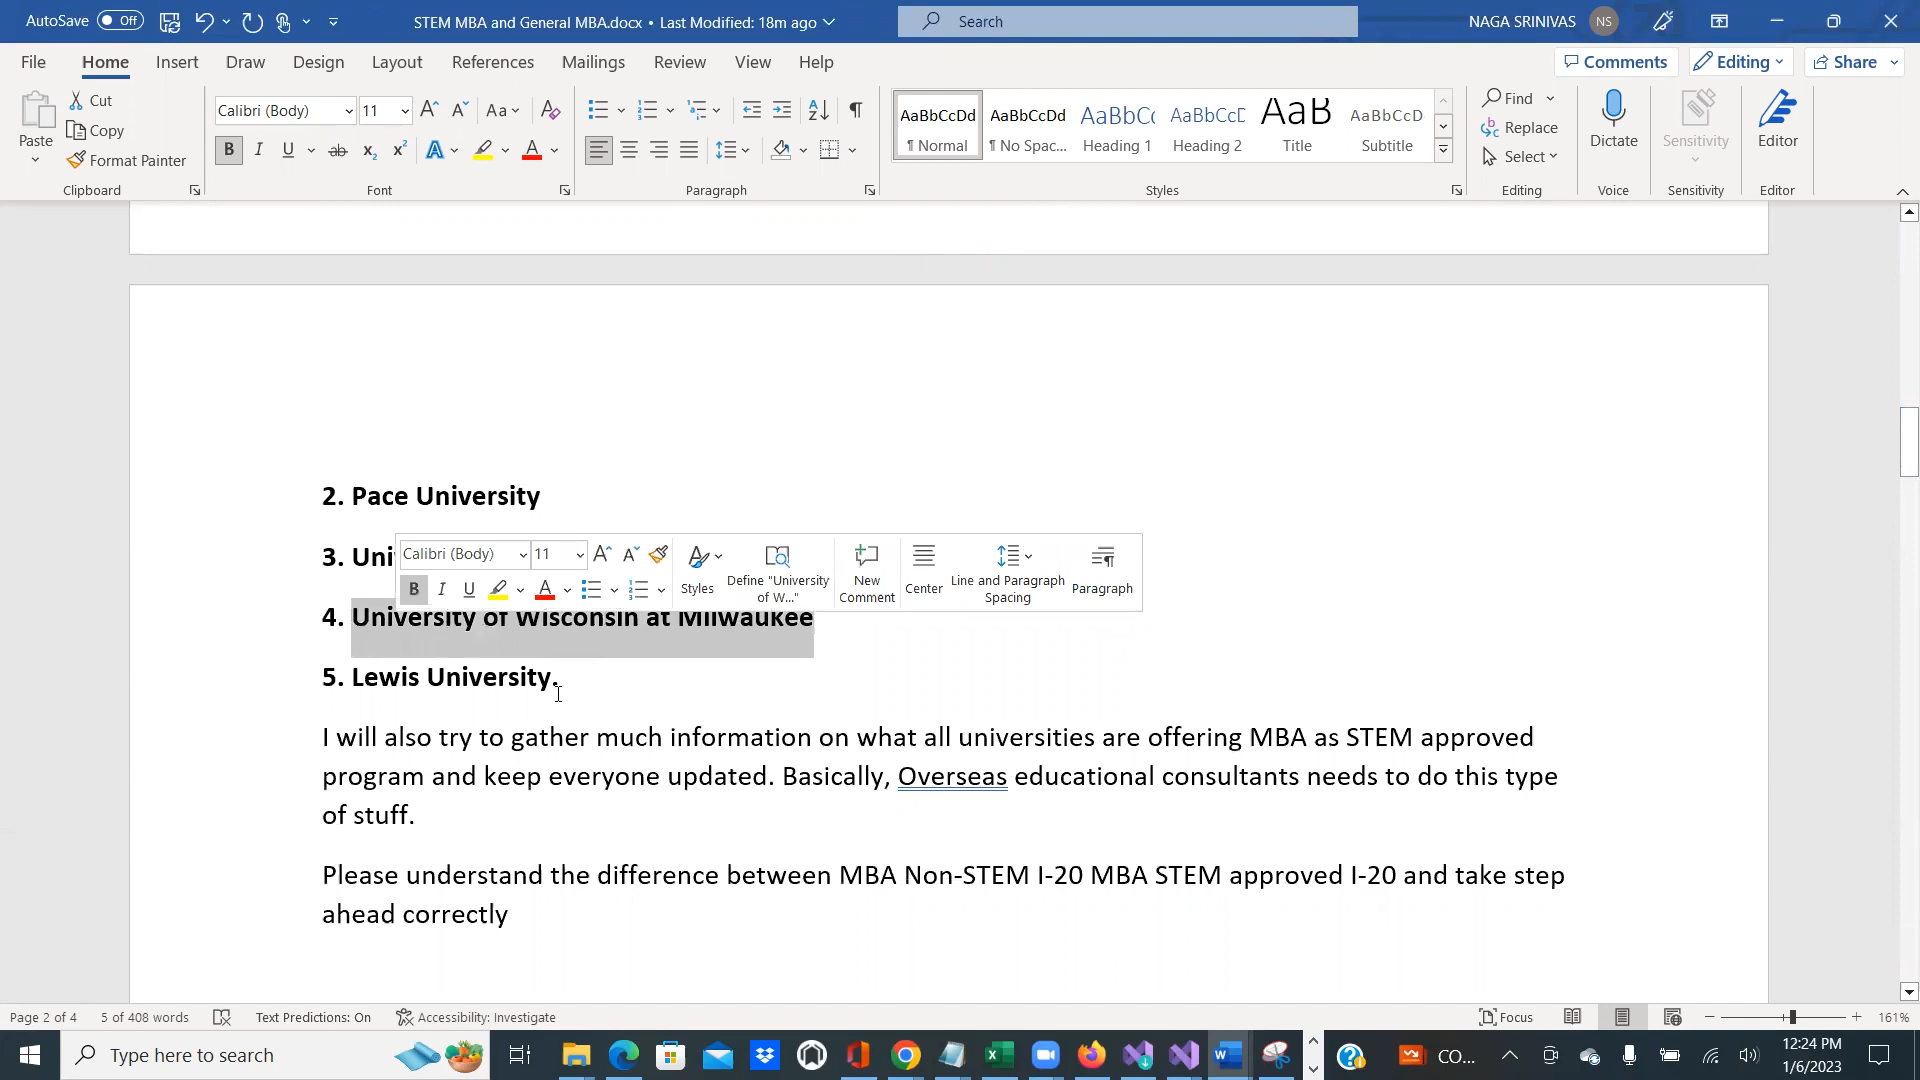 AutoSave Off STEM MBA and General MBA.docx • Last Modified: 18m ago Search NAGA SRINIVAS NS
File Home Insert Draw Design Layout References Mailings Review View Help Comments Editing Share
Paste Cut Copy Format Painter Clipboard
Calibri (Body) 11 Aa B I U ab x₂ x² A A Font
Paragraph
AaBbCcDd ¶ Normal AaBbCcDd ¶ No Spac... AaBbCc Heading 1 AaBbCcD Heading 2 AaB Title AaBbCcD Subtitle Styles
Find Replace Select Editing
Dictate Voice
Sensitivity Sensitivity
Editor Editor
2. Pace University
3. Uni
Calibri (Body) 11 B I U A Styles Define "University of W..." New Comment Center Line and Paragraph Spacing Paragraph
4. University of Wisconsin at Milwaukee
5. Lewis University.
I will also try to gather much information on what all universities are offering MBA as STEM approved
program and keep everyone updated. Basically, Overseas educational consultants needs to do this type
of stuff.
Please understand the difference between MBA Non-STEM I-20 MBA STEM approved I-20 and take step
ahead correctly
Page 2 of 4 5 of 408 words Text Predictions: On Accessibility: Investigate Focus 161%
Type here to search CO... 12:24 PM
1/6/2023